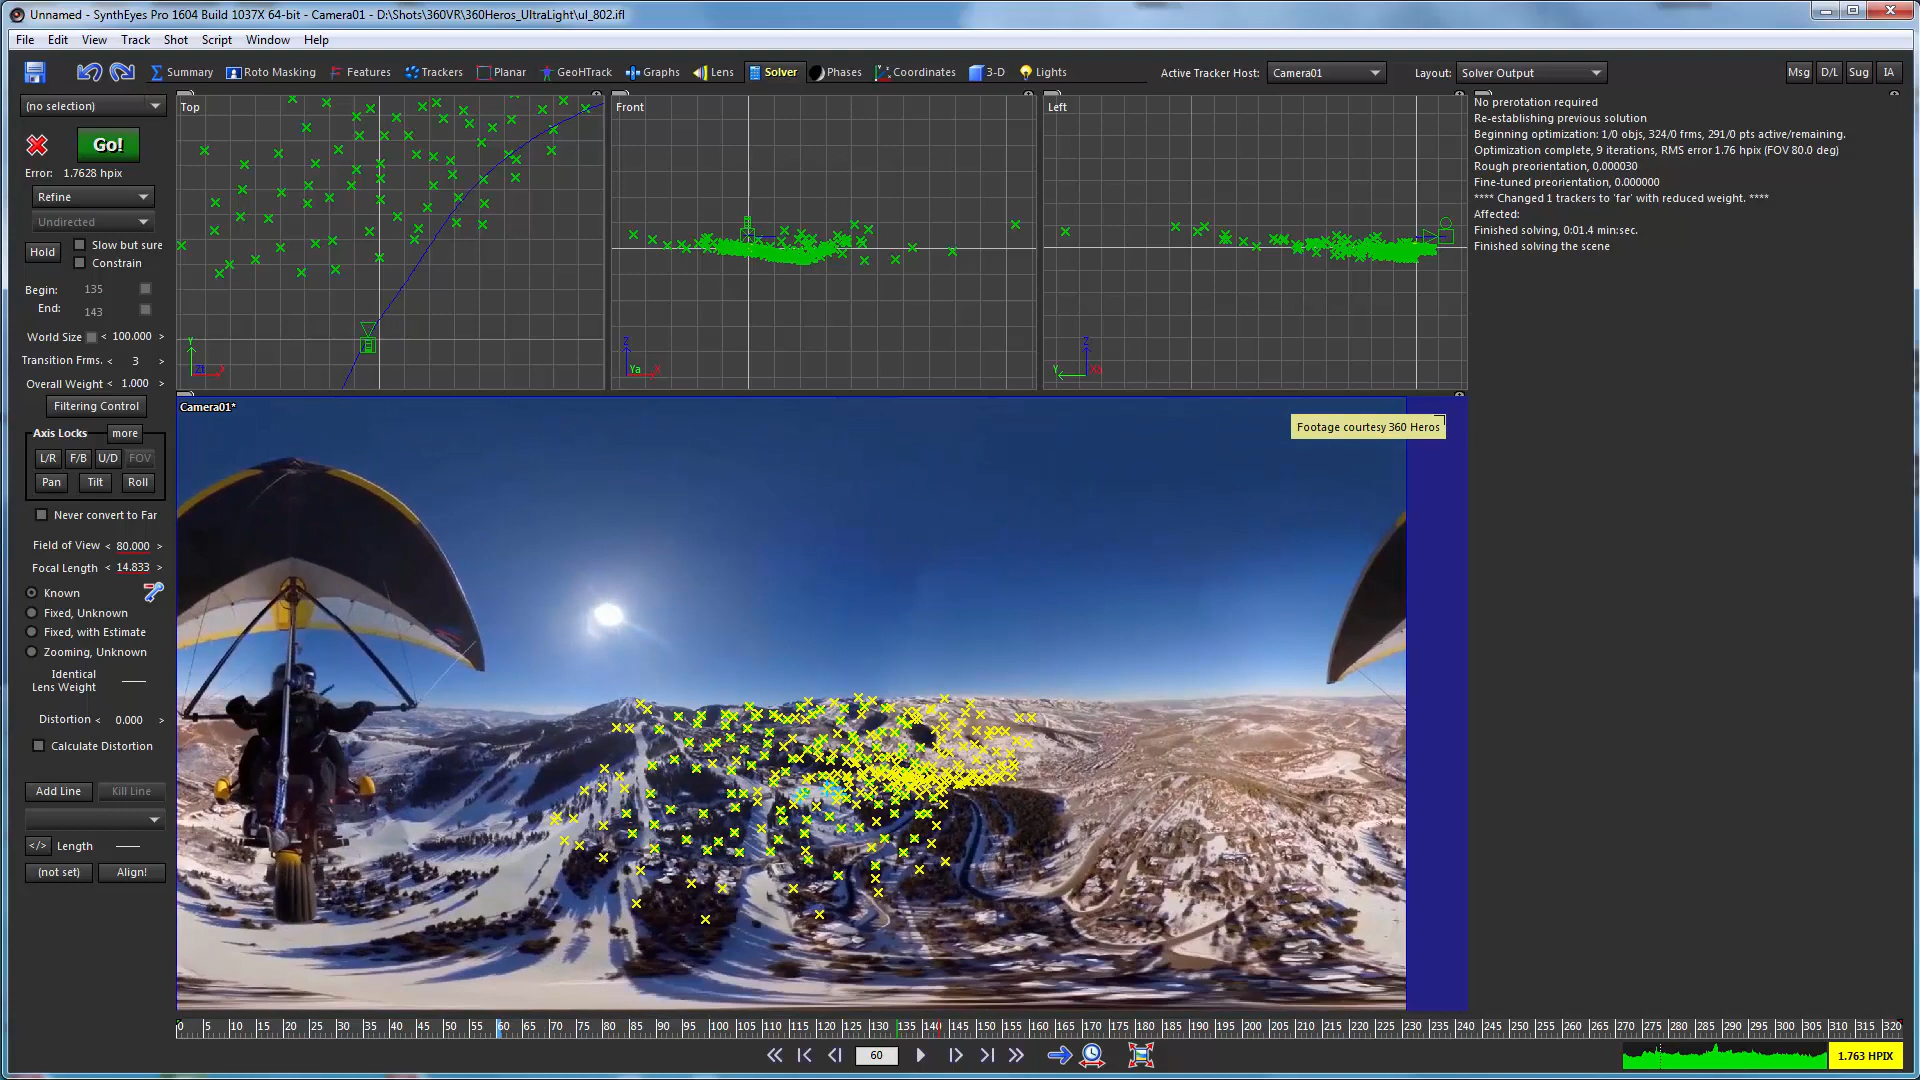 Unnamed - SynthEyes Pro 1604 Build 1037X 64-bit - Camera01 - D:\Shots\360VR\360Heros_UltraLight\ul_802.ifl
File Edit View Track Shot Script Window Help
Summary Roto Masking Features Trackers Planar GeoHTrack Graphs Lens Solver Phases Coordinates 3-D Lights Active Tracker Host: Camera01 Layout: Solver Output Msg D/L Sug IA
(no selection)
Go!
Error: 1.7628 hpix
Refine
Undirected
Hold Slow but sure
Constrain
Begin: 135
End: 143
World Size < 100.000 >
Transition Frms. < 3 >
Overall Weight < 1.000 >
Filtering Control
Axis Locks more
L/R F/B U/D FOV
Pan Tilt Roll
Never convert to Far
Field of View < 80.000 >
Focal Length < 14.833 >
Known
Fixed, Unknown
Fixed, with Estimate
Zooming, Unknown
Identical
Lens Weight
Distortion < 0.000 >
Calculate Distortion
Add Line Kill Line
</> Length
(not set) Align!
Top
Y
X
Front
Z
Ya X
Left
Z
Y
No prerotation required
Re-establishing previous solution
Beginning optimization: 1/0 objs, 324/0 frms, 291/0 pts active/remaining.
Optimization complete, 9 iterations, RMS error 1.76 hpix (FOV 80.0 deg)
Rough preorientation, 0.000030
Fine-tuned preorientation, 0.000000
**** Changed 1 trackers to 'far' with reduced weight. ****
Affected:
Finished solving, 0:01.4 min:sec.
Finished solving the scene
Camera01*
Footage courtesy 360 Heros
0 5 10 15 20 25 30 35 40 45 50 55 60 65 70 75 80 85 90 95 100 105 110 115 120 125 130 135 140 145 150 155 160 165 170 175 180 185 190 195 200 205 210 215 220 225 230 235 240 245 250 255 260 265 270 275 280 285 290 295 300 305 310 315 320
60
1.763 HPIX